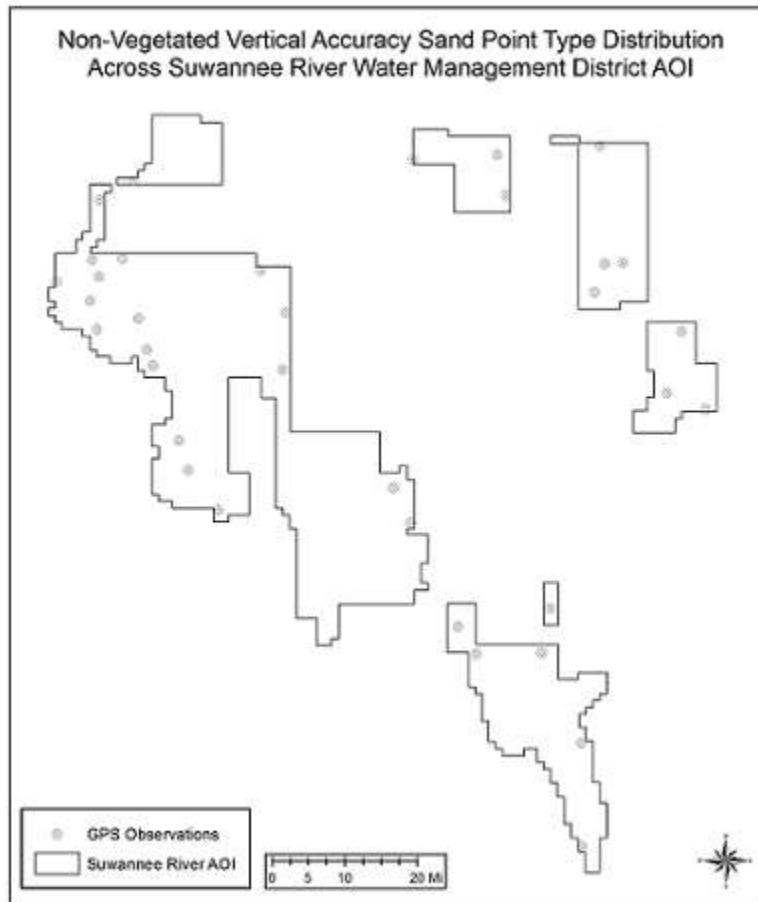 Non-Vegetated Vertical Accuracy Sand Point Type Distribution
Across Suwannee River Water Management District AOI
GPS Observations
Suwannee River AOI
0 5 10 20 Mi